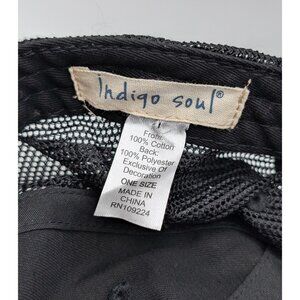 Indigo soul®
Front:
100% Cotton
Back:
100% Polyester
Exclusive Of
Decoration
ONE SIZE
MADE IN
CHINA
RN109224